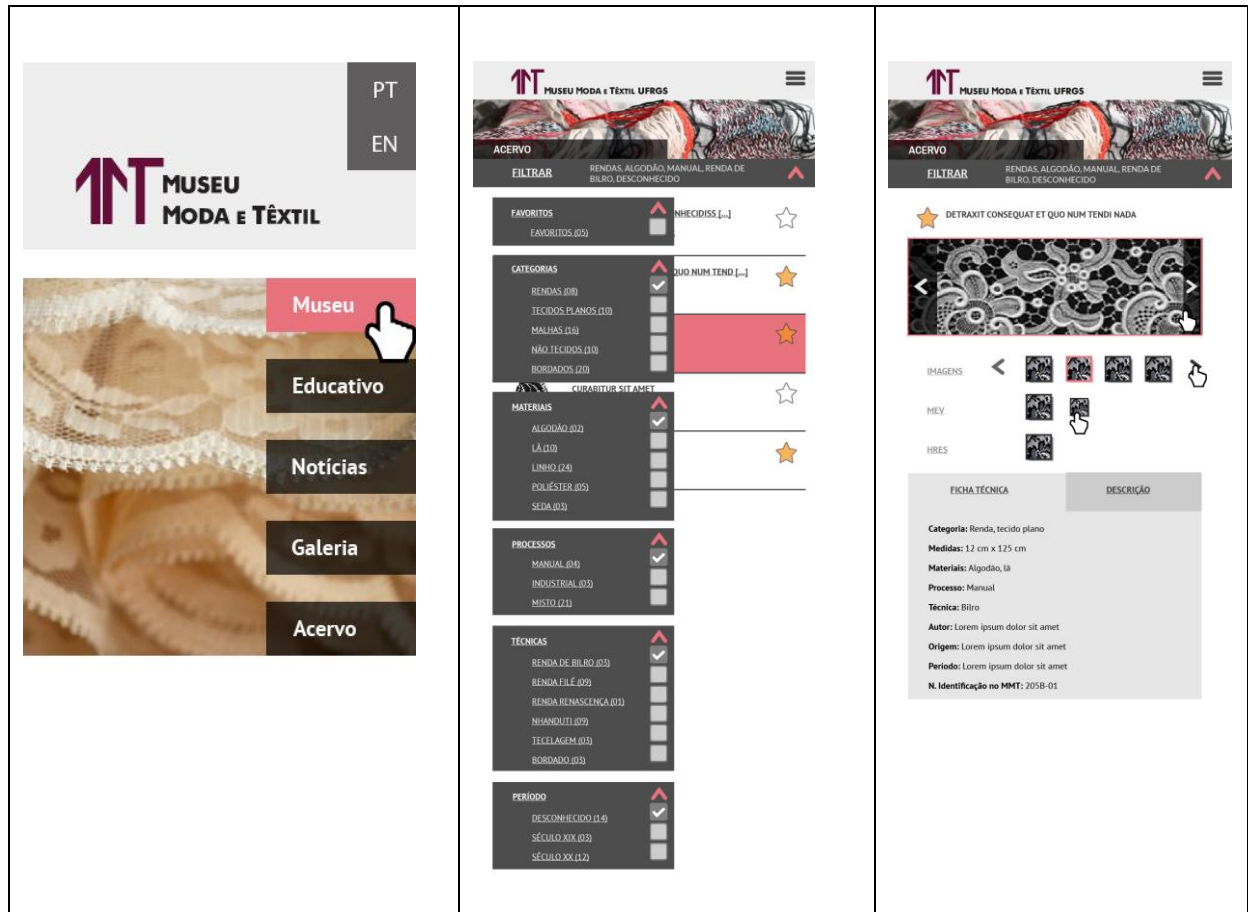 PT
EN
MUSEU
MODA E TÊXTIL
Museu
Educativo
Notícias
Galeria
Acervo
MUSEU MODA E TÊXTIL UFRGS
ACERVO
FILTRAR
RENDAS, ALGODÃO, MANUAL, RENDA DE
BILRO, DESCONHECIDO
FAVORITOS
FAVORITOS (05)
NHECIDISS [...]
CATEGORIAS
QUO NUM TEND [...]
RENDAS (08)
TECIDOS PLANOS (10)
MALHAS (16)
NÃO TECIDOS (10)
BORDADOS (20)
CURABITUR SIT AMET
MATERIAIS
ALGODÃO (02)
LÃ (10)
LINHO (24)
POLIÉSTER (05)
SEDA (03)
PROCESSOS
MANUAL (04)
INDUSTRIAL (03)
MISTO (21)
TÉCNICAS
RENDA DE BILRO (03)
RENDA FILÉ (09)
RENDA RENASCENÇA (01)
NHANDUTI (09)
TECELAGEM (03)
BORDADO (03)
PERÍODO
DESCONHECIDO (14)
SÉCULO XIX (03)
SÉCULO XX (12)
MUSEU MODA E TÊXTIL UFRGS
ACERVO
FILTRAR
RENDAS, ALGODÃO, MANUAL, RENDA DE
BILRO, DESCONHECIDO
DETRAXIT CONSEQUAT ET QUO NUM TENDI NADA
IMAGENS
MEV
HRES
FICHA TÉCNICA
DESCRIÇÃO
Categoria: Renda, tecido plano
Medidas: 12 cm x 125 cm
Materiais: Algodão, lã
Processo: Manual
Técnica: Bilro
Autor: Lorem ipsum dolor sit amet
Origem: Lorem ipsum dolor sit amet
Período: Lorem ipsum dolor sit amet
N. Identificação no MMT: 205B-01